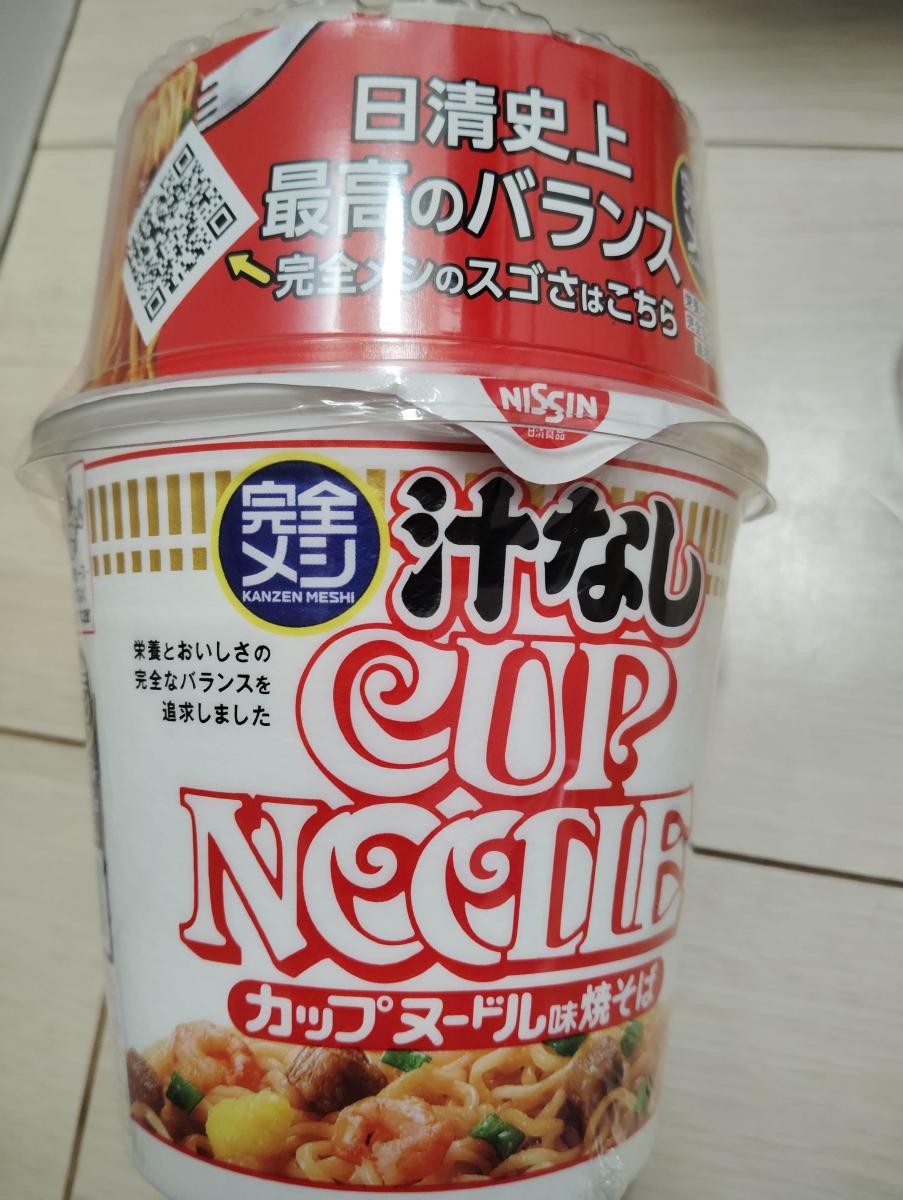 日清史上
最高のバランス
完全メシのスゴさはこちら
NISSIN
日清食品
完全
メシ
KANZEN MESHI
汁なし
栄養とおいしさの
完全なバランスを
追求しました
CUP
NOODLE
カップヌードル味焼そば